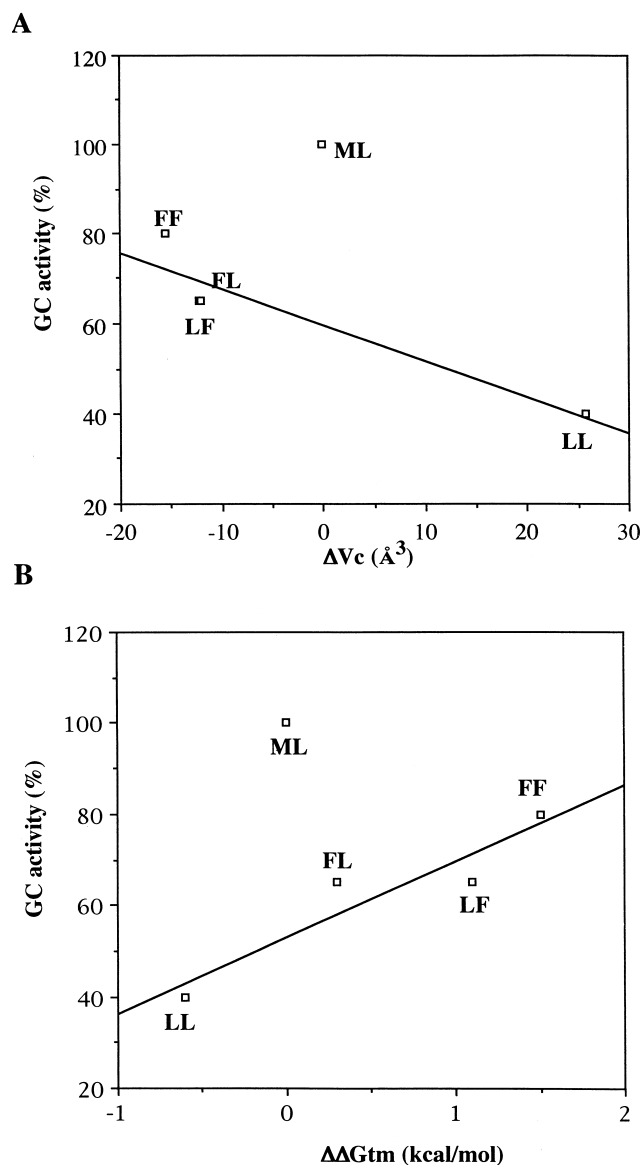 A
120
100
80
60
40
20
GC activity (%)
ML
FF
FL
LF
LL
-20
-10
0
10
20
30
ΔVc (Å³)
B
120
100
80
60
40
20
GC activity (%)
ML
FF
FL
LF
LL
-1
0
1
2
ΔΔGtm (kcal/mol)